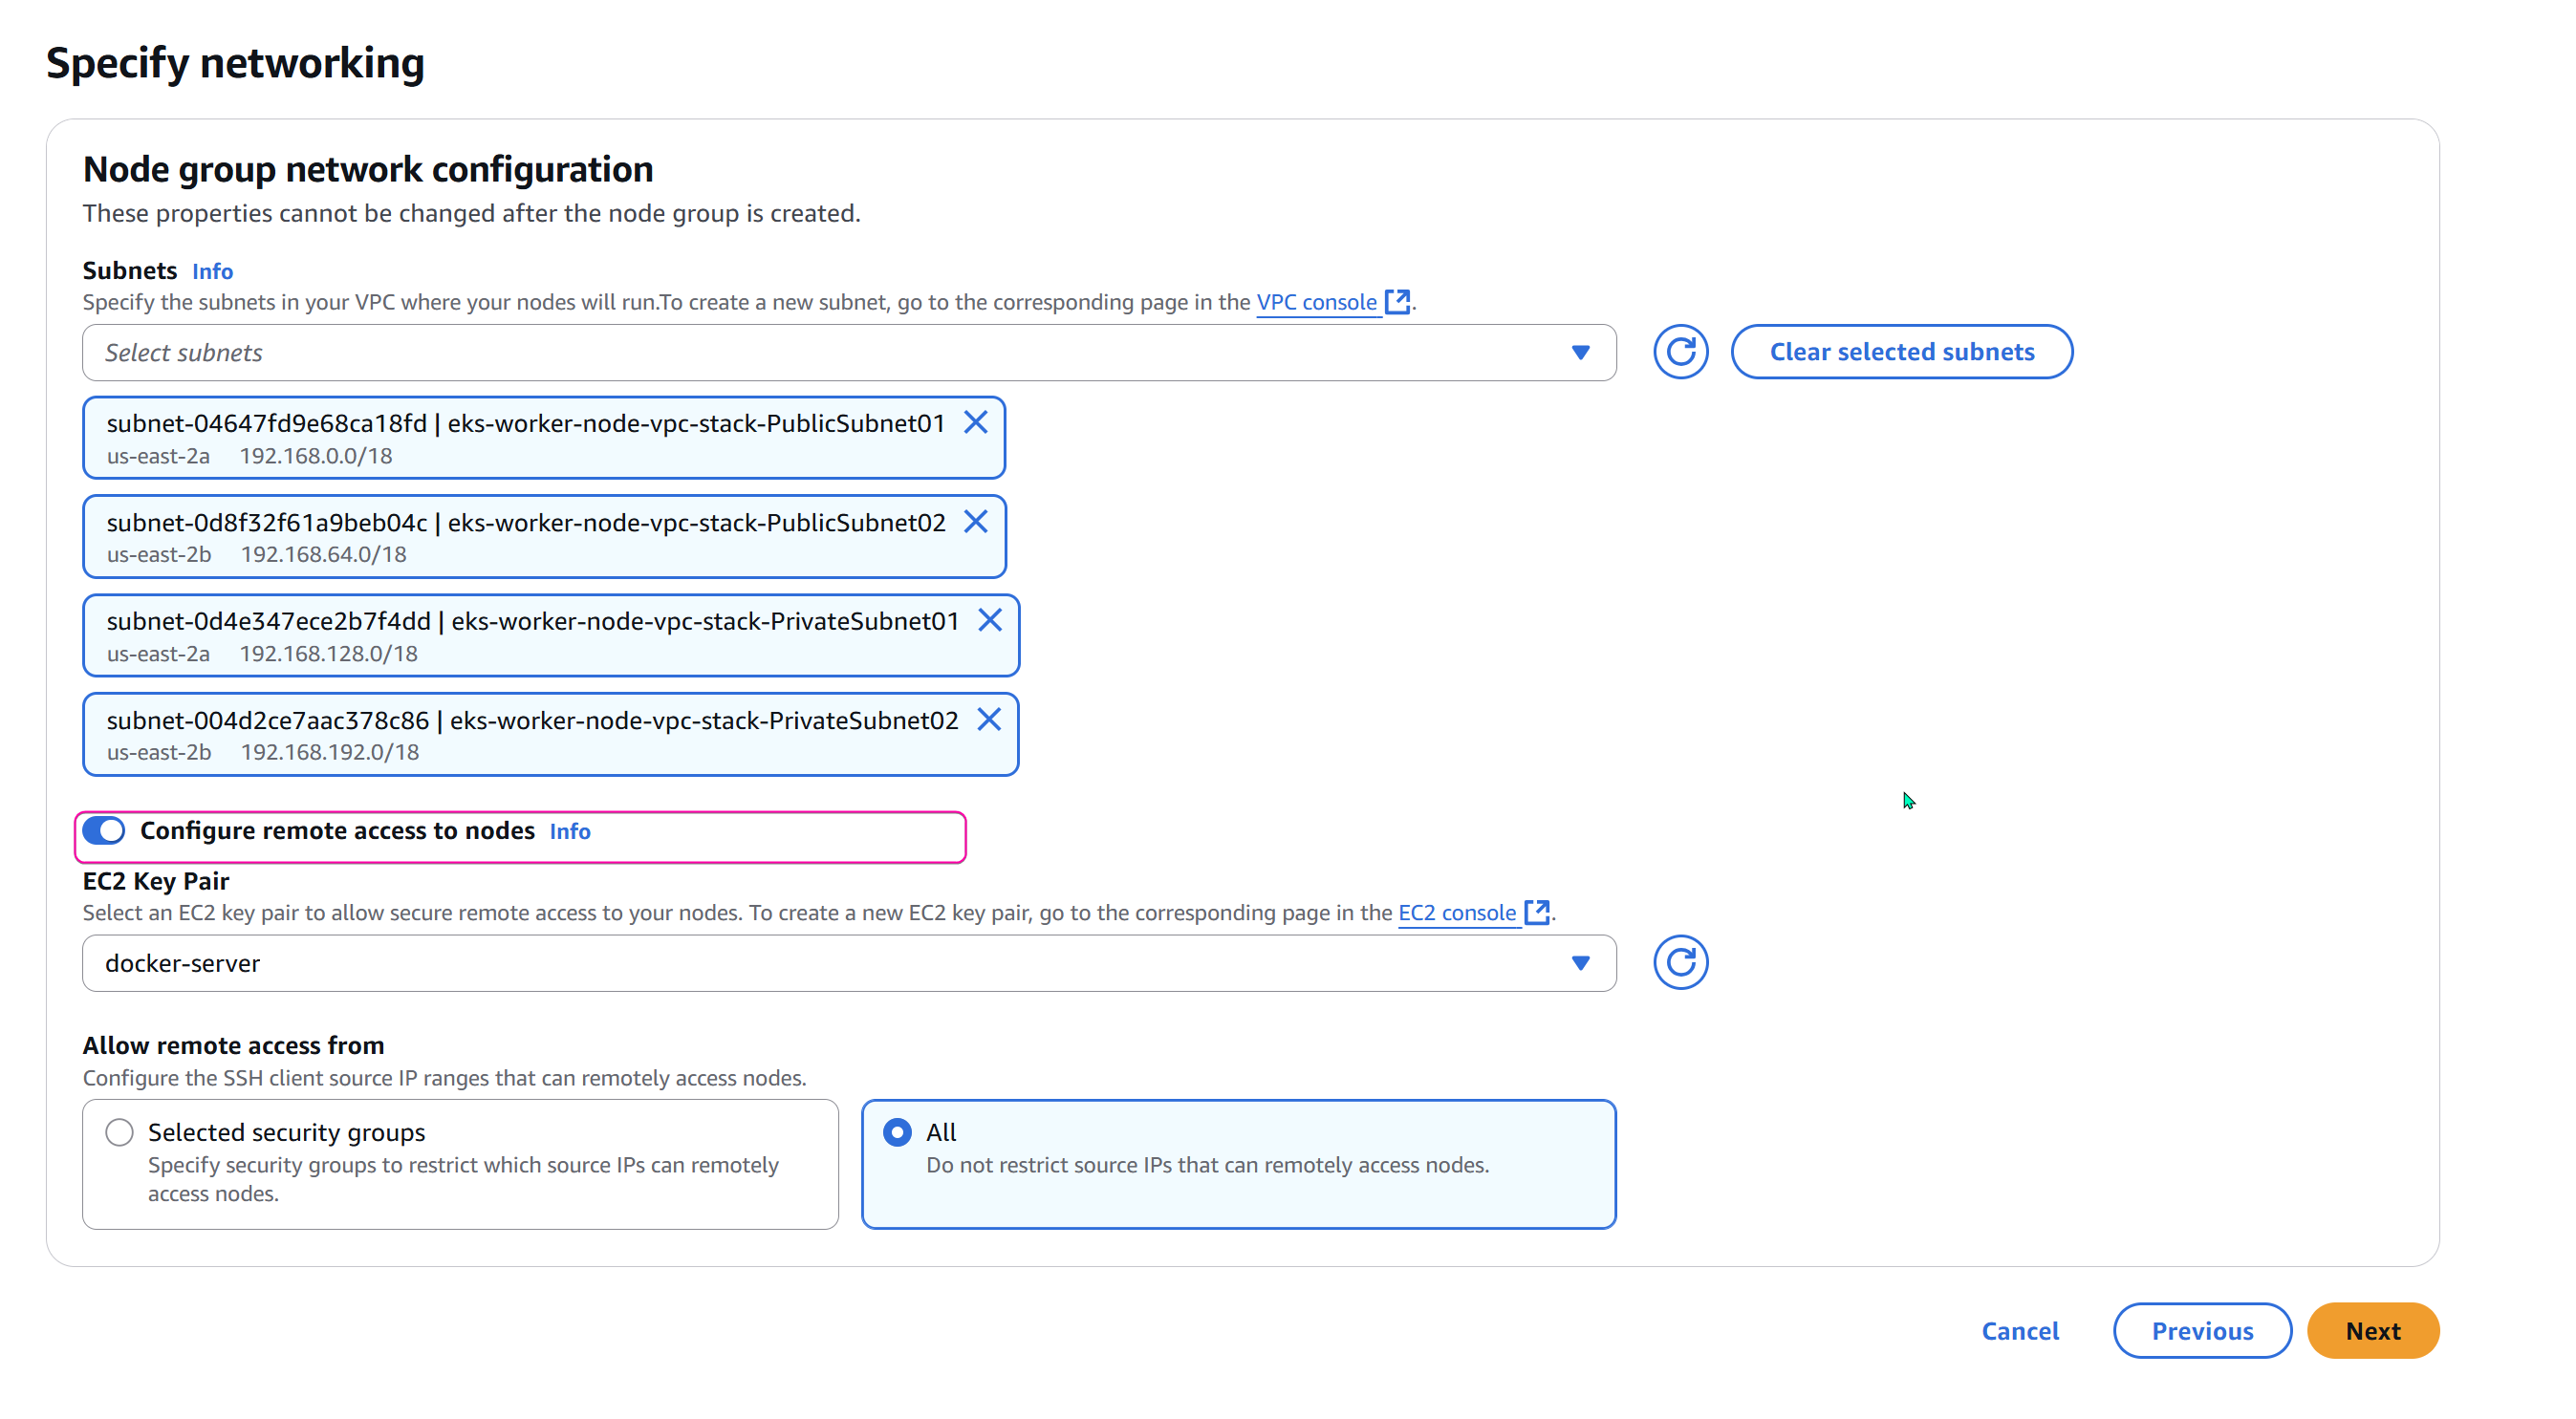 Specify networking
Node group network configuration
These properties cannot be changed after the node group is created.
Subnets Info
Specify the subnets in your VPC where your nodes will run.To create a new subnet, go to the corresponding page in the VPC console .
Select subnets
Clear selected subnets
subnet-04647fd9e68ca18fd | eks-worker-node-vpc-stack-PublicSubnet01
us-east-2a 192.168.0.0/18
subnet-0d8f32f61a9beb04c | eks-worker-node-vpc-stack-PublicSubnet02
us-east-2b 192.168.64.0/18
subnet-0d4e347ece2b7f4dd | eks-worker-node-vpc-stack-PrivateSubnet01
us-east-2a 192.168.128.0/18
subnet-004d2ce7aac378c86 | eks-worker-node-vpc-stack-PrivateSubnet02
us-east-2b 192.168.192.0/18
Configure remote access to nodes Info
EC2 Key Pair
Select an EC2 key pair to allow secure remote access to your nodes. To create a new EC2 key pair, go to the corresponding page in the EC2 console .
docker-server
Allow remote access from
Configure the SSH client source IP ranges that can remotely access nodes.
Selected security groups
Specify security groups to restrict which source IPs can remotely
access nodes.
All
Do not restrict source IPs that can remotely access nodes.
Cancel
Previous
Next